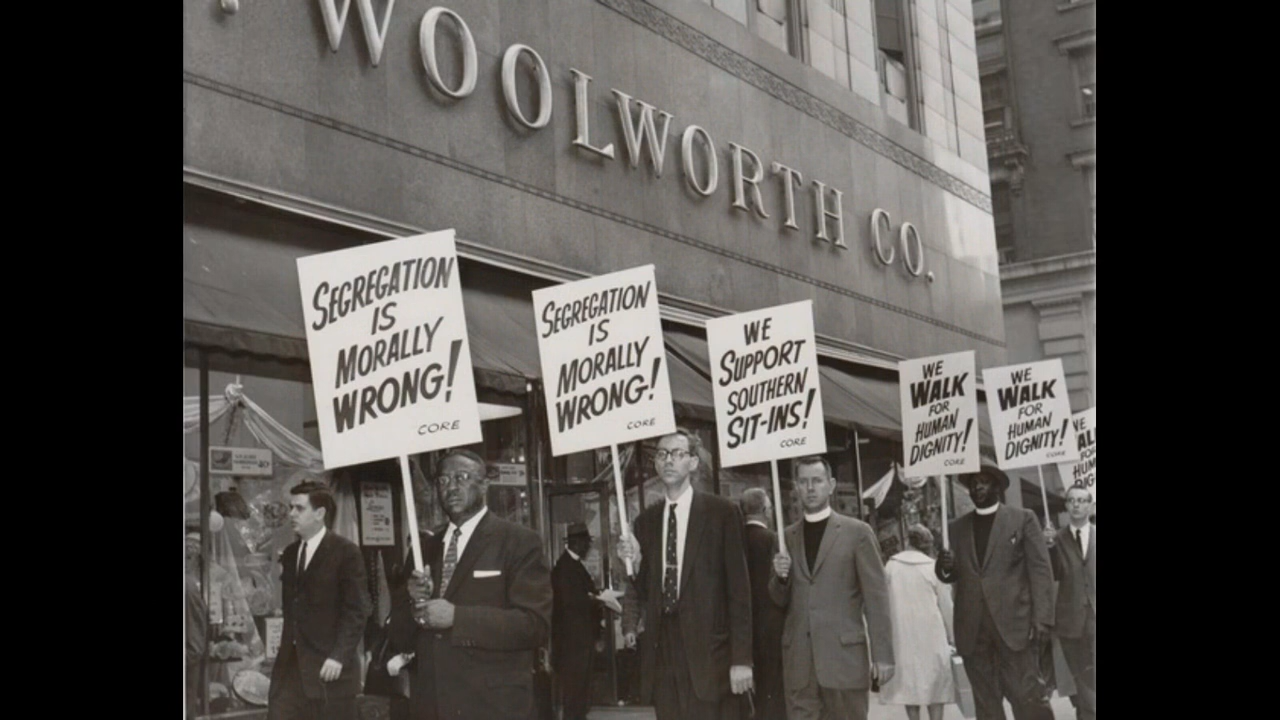 WOOLWORTH CO.
SEGREGATION
IS
MORALLY
WRONG!
CORE
SEGREGATION
IS
MORALLY
WRONG!
CORE
WE
SUPPORT
SOUTHERN
SIT-INS!
CORE
WE
WALK
FOR
HUMAN
DIGNITY!
CORE
WE
WALK
FOR
HUMAN
DIGNITY!
CORE